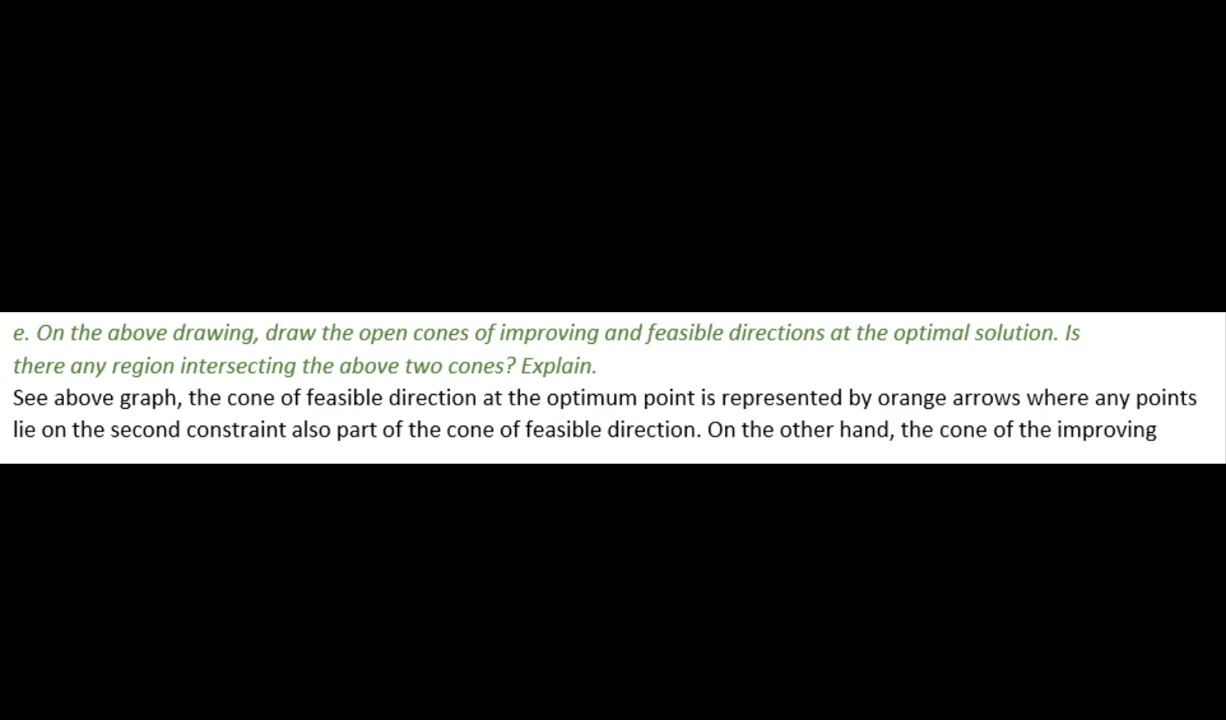 e. On the above drawing, draw the open cones of improving and feasible directions at the optimal solution. Is
there any region intersecting the above two cones? Explain.
See above graph, the cone of feasible direction at the optimum point is represented by orange arrows where any points
lie on the second constraint also part of the cone of feasible direction. On the other hand, the cone of the improving